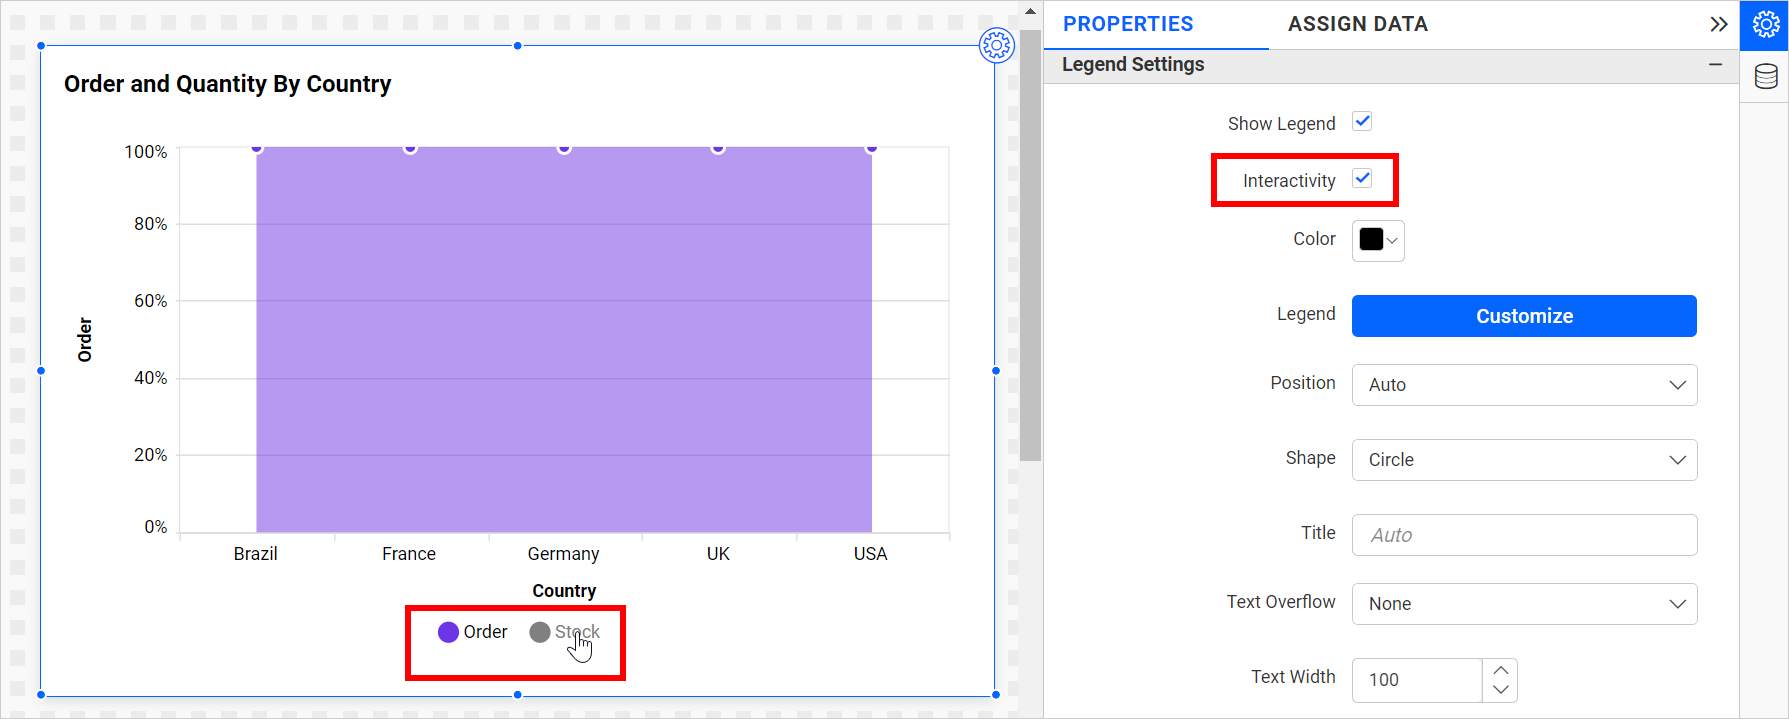 Order and Quantity By Country
100%
80%
60%
40%
20%
0%
Order
Brazil France Germany UK USA
Country
Order Stock
PROPERTIES ASSIGN DATA
Legend Settings
Show Legend
Interactivity
Color
Legend Customize
Position Auto
Shape Circle
Title Auto
Text Overflow None
Text Width 100